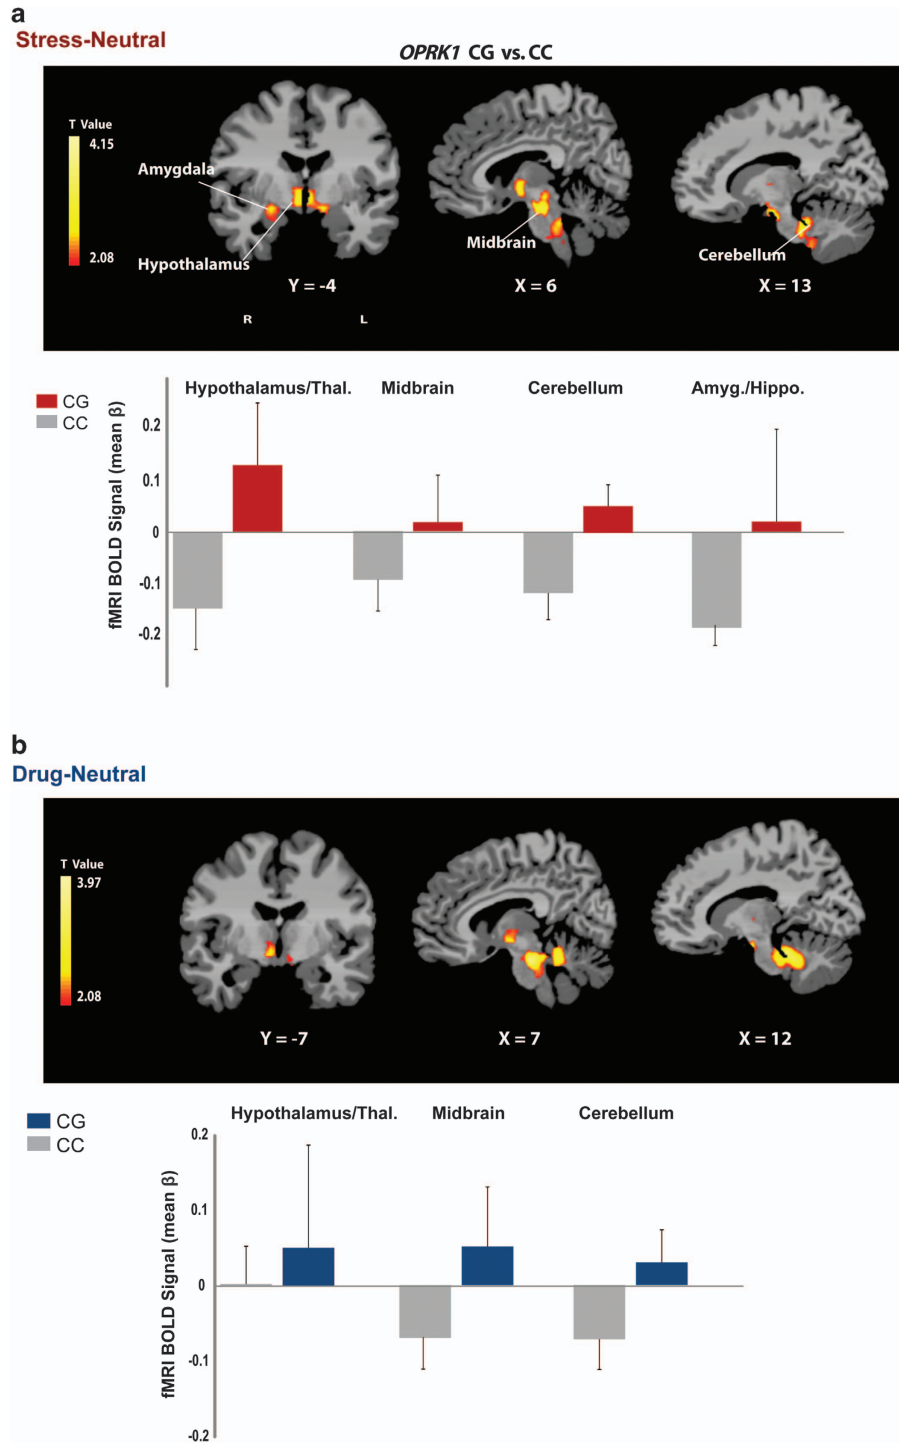 a
Stress-Neutral
OPRK1 CG vs. CC
T Value
4.15
2.08
Amygdala
Hypothalamus
Midbrain
Cerebellum
Y = -4
X = 6
X = 13
R
L
CG
CC
Hypothalamus/Thal.
Midbrain
Cerebellum
Amyg./Hippo.
fMRI BOLD Signal (mean β)
0.2
0.1
0
-0.1
-0.2
b
Drug-Neutral
T Value
3.97
2.08
Y = -7
X = 7
X = 12
CG
CC
Hypothalamus/Thal.
Midbrain
Cerebellum
fMRI BOLD Signal (mean β)
0.2
0.1
0
-0.1
-0.2